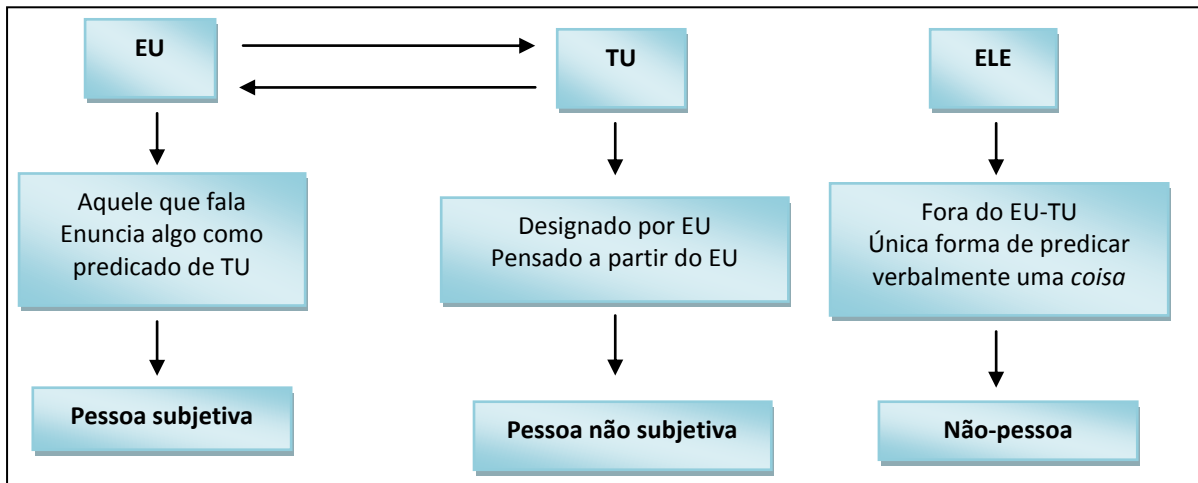 EU
TU
ELE
Aquele que fala
Enuncia algo como
predicado de TU
Designado por EU
Pensado a partir do EU
Fora do EU-TU
Única forma de predicar
verbalmente uma coisa
Pessoa subjetiva
Pessoa não subjetiva
Não-pessoa